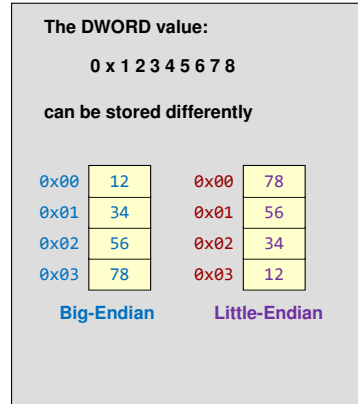 The DWORD value:
0 x 1 2 3 4 5 6 7 8
can be stored differently
0x00 12 0x00 78
0x01 34 0x01 56
0x02 56 0x02 34
0x03 78 0x03 12
Big-Endian Little-Endian